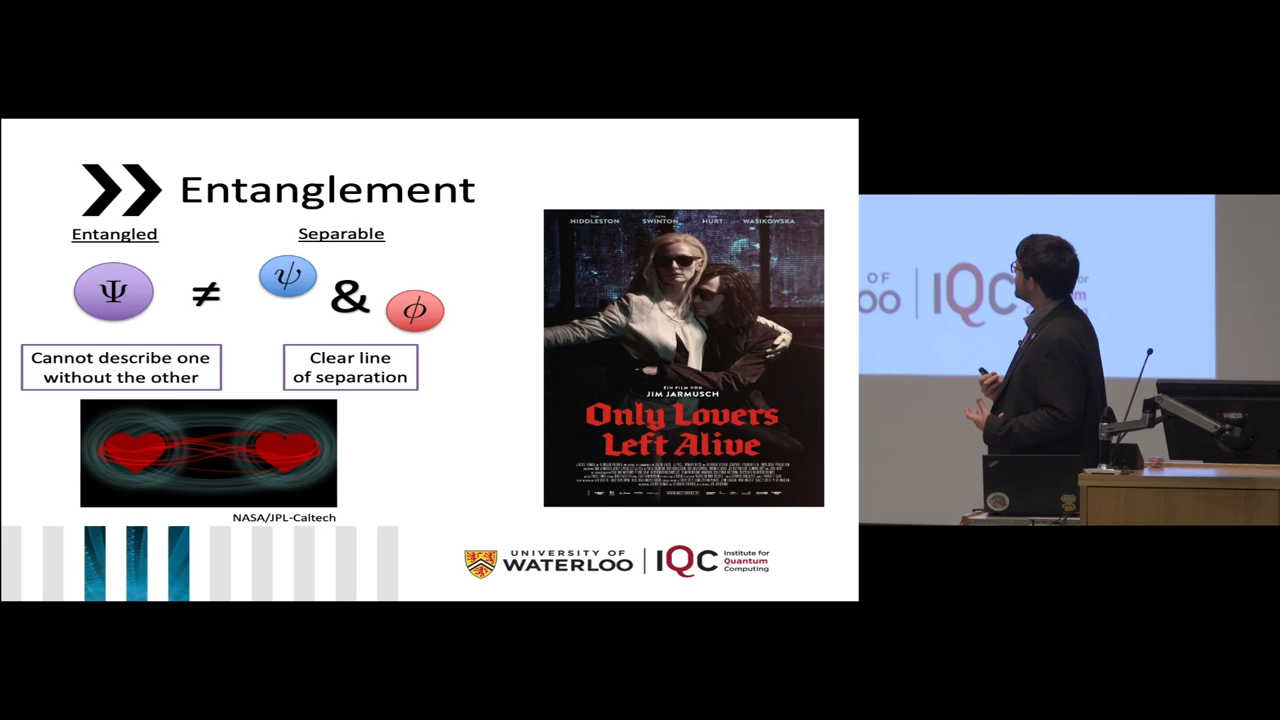 Entanglement
Entangled
Separable
Ψ ≠ ψ & ϕ
Cannot describe one
without the other
Clear line
of separation
NASA/JPL-Caltech
HIDDLESTON SWINTON HURT WASIKOWSKA
EIN FILM VON
JIM JARMUSCH
Only Lovers
Left Alive
UNIVERSITY OF
WATERLOO
IQC
Institute for
Quantum
Computing
OF
OO IQC